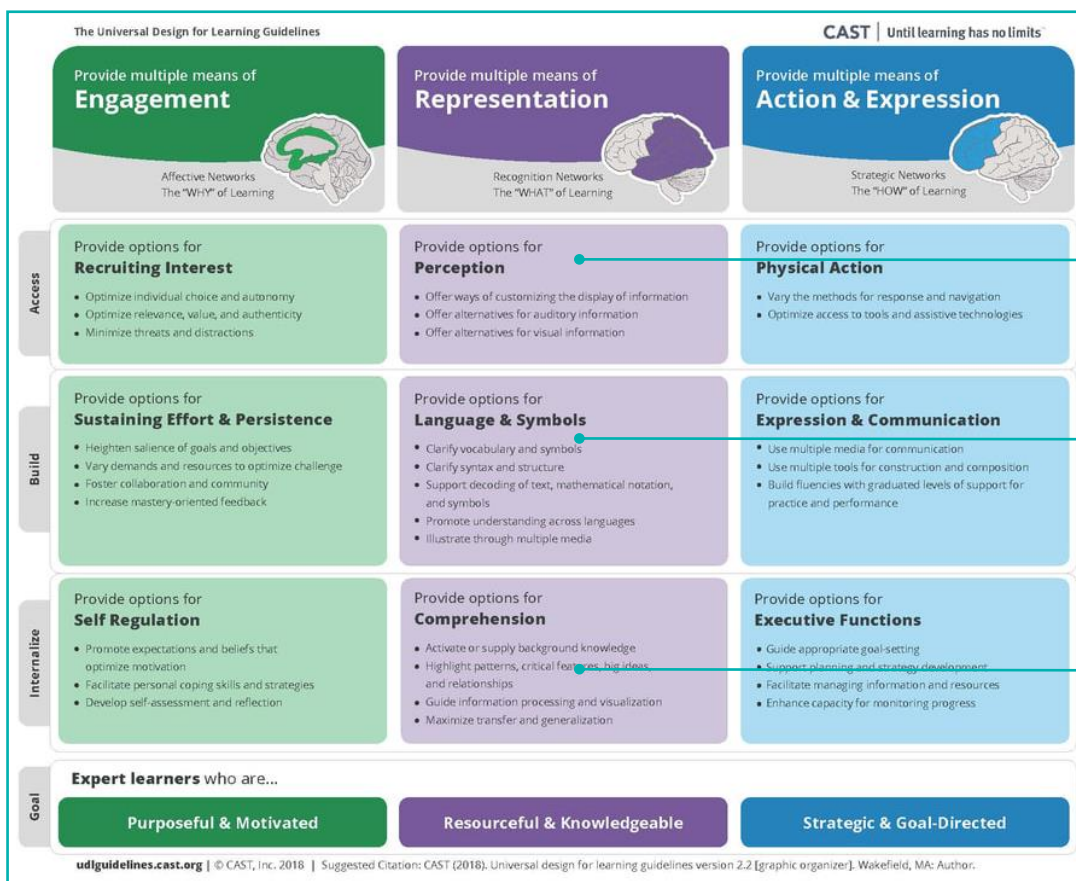 The Universal Design for Learning Guidelines
CAST | Until learning has no limits™
Provide multiple means of
Engagement
Affective Networks
The "WHY" of Learning
Provide multiple means of
Representation
Recognition Networks
The "WHAT" of Learning
Provide multiple means of
Action & Expression
Strategic Networks
The "HOW" of Learning
Access
Provide options for
Recruiting Interest
• Optimize individual choice and autonomy
• Optimize relevance, value, and authenticity
• Minimize threats and distractions
Provide options for
Perception
• Offer ways of customizing the display of information
• Offer alternatives for auditory information
• Offer alternatives for visual information
Provide options for
Physical Action
• Vary the methods for response and navigation
• Optimize access to tools and assistive technologies
Build
Provide options for
Sustaining Effort & Persistence
• Heighten salience of goals and objectives
• Vary demands and resources to optimize challenge
• Foster collaboration and community
• Increase mastery-oriented feedback
Provide options for
Language & Symbols
• Clarify vocabulary and symbols
• Clarify syntax and structure
• Support decoding of text, mathematical notation,
and symbols
• Promote understanding across languages
• Illustrate through multiple media
Provide options for
Expression & Communication
• Use multiple media for communication
• Use multiple tools for construction and composition
• Build fluencies with graduated levels of support for
practice and performance
Internalize
Provide options for
Self Regulation
• Promote expectations and beliefs that
optimize motivation
• Facilitate personal coping skills and strategies
• Develop self-assessment and reflection
Provide options for
Comprehension
• Activate or supply background knowledge
• Highlight patterns, critical features, big ideas,
and relationships
• Guide information processing and visualization
• Maximize transfer and generalization
Provide options for
Executive Functions
• Guide appropriate goal-setting
• Support planning and strategy development
• Facilitate managing information and resources
• Enhance capacity for monitoring progress
Goal
Expert learners who are...
Purposeful & Motivated
Resourceful & Knowledgeable
Strategic & Goal-Directed
udlguidelines.cast.org | © CAST, Inc. 2018 | Suggested Citation: CAST (2018). Universal design for learning guidelines version 2.2 [graphic organizer]. Wakefield, MA: Author.